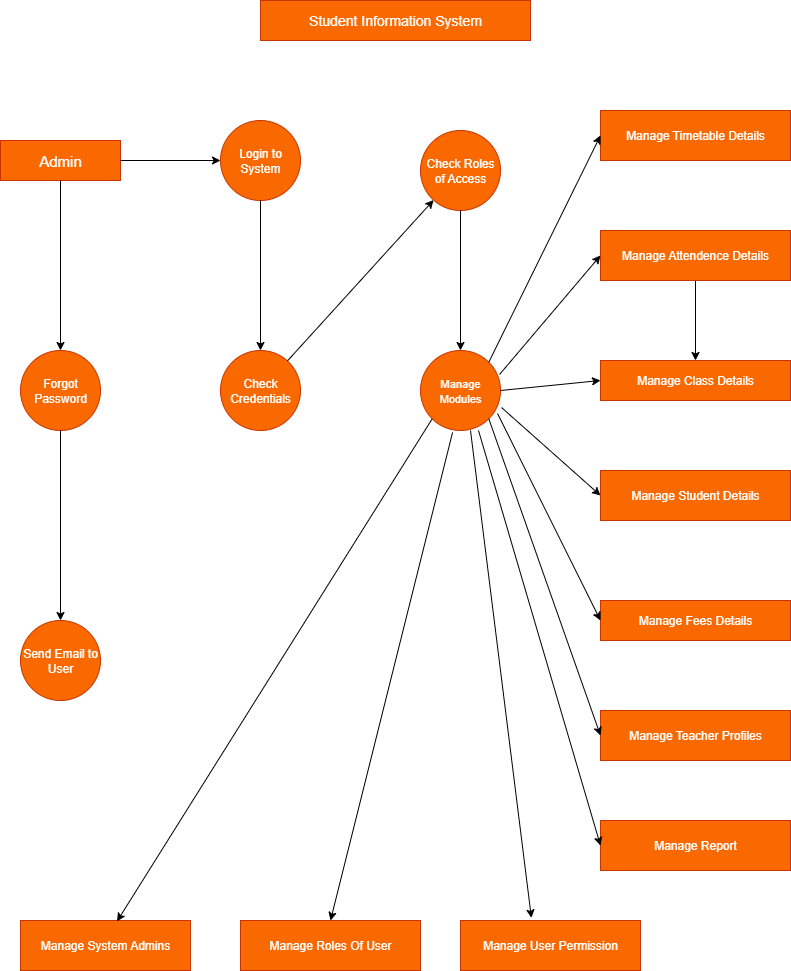 Student Information System
Admin
Login to
System
Check Roles
of Access
Manage Timetable Details
Manage Attendence Details
Forgot
Password
Check
Credentials
Manage
Modules
Manage Class Details
Manage Student Details
Manage Fees Details
Send Email to
User
Manage Teacher Profiles
Manage Report
Manage System Admins
Manage Roles Of User
Manage User Permission